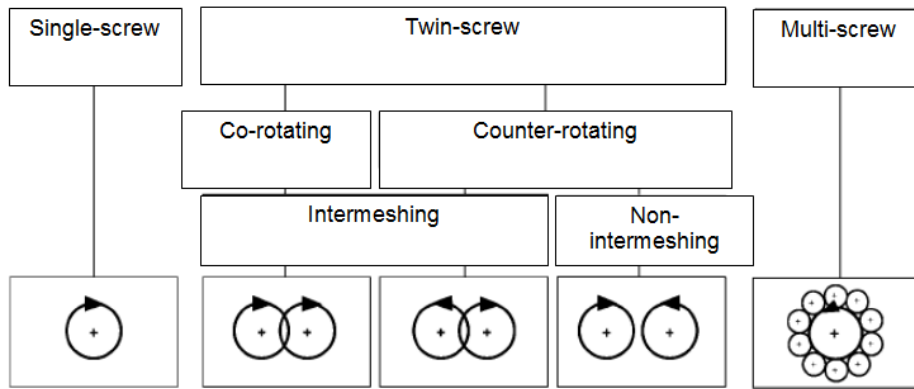 Single-screw
Twin-screw
Multi-screw
Co-rotating
Counter-rotating
Intermeshing
Non-
intermeshing